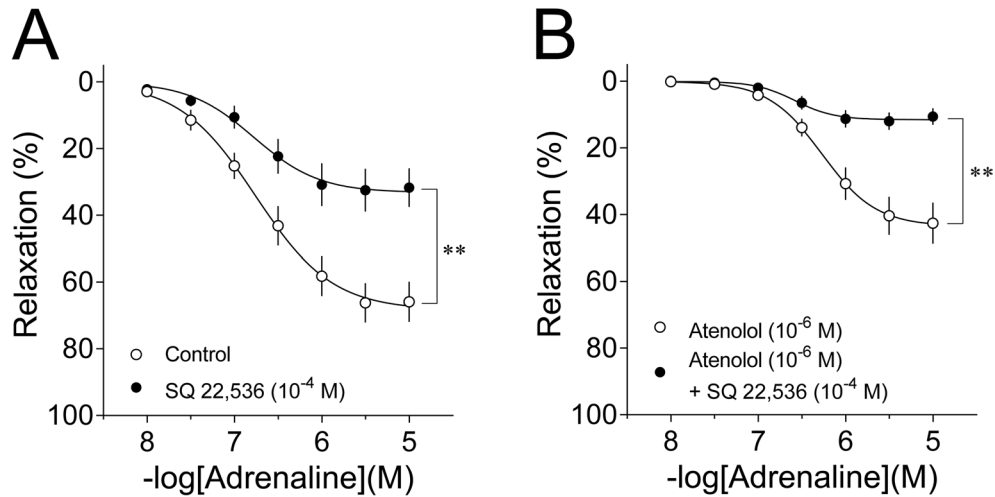 A
0
20
40
60
80
100
Relaxation (%)
**
Control
SQ 22,536 (10⁻⁴ M)
8
7
6
5
-log[Adrenaline](M)
B
0
20
40
60
80
100
Relaxation (%)
**
Atenolol (10⁻⁶ M)
Atenolol (10⁻⁶ M)
+ SQ 22,536 (10⁻⁴ M)
8
7
6
5
-log[Adrenaline](M)